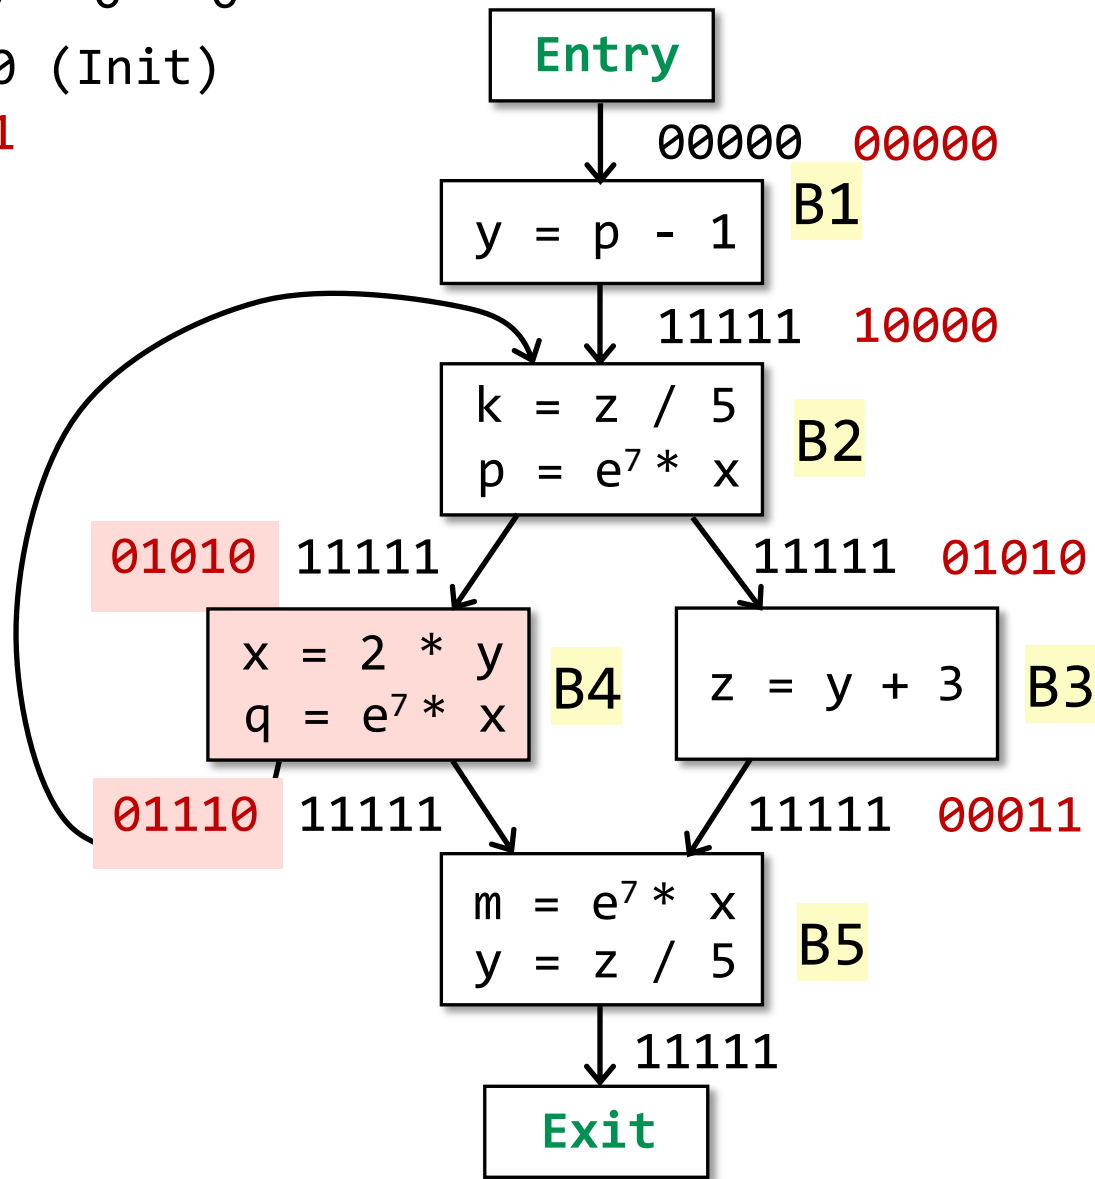 0 (Init)
1
Entry
00000 00000
B1
y = p - 1
11111 10000
k = z / 5
p = e⁷ * x
B2
01010 11111
11111 01010
x = 2 * y
q = e⁷ * x
B4
z = y + 3
B3
01110 11111
11111 00011
m = e⁷ * x
y = z / 5
B5
11111
Exit